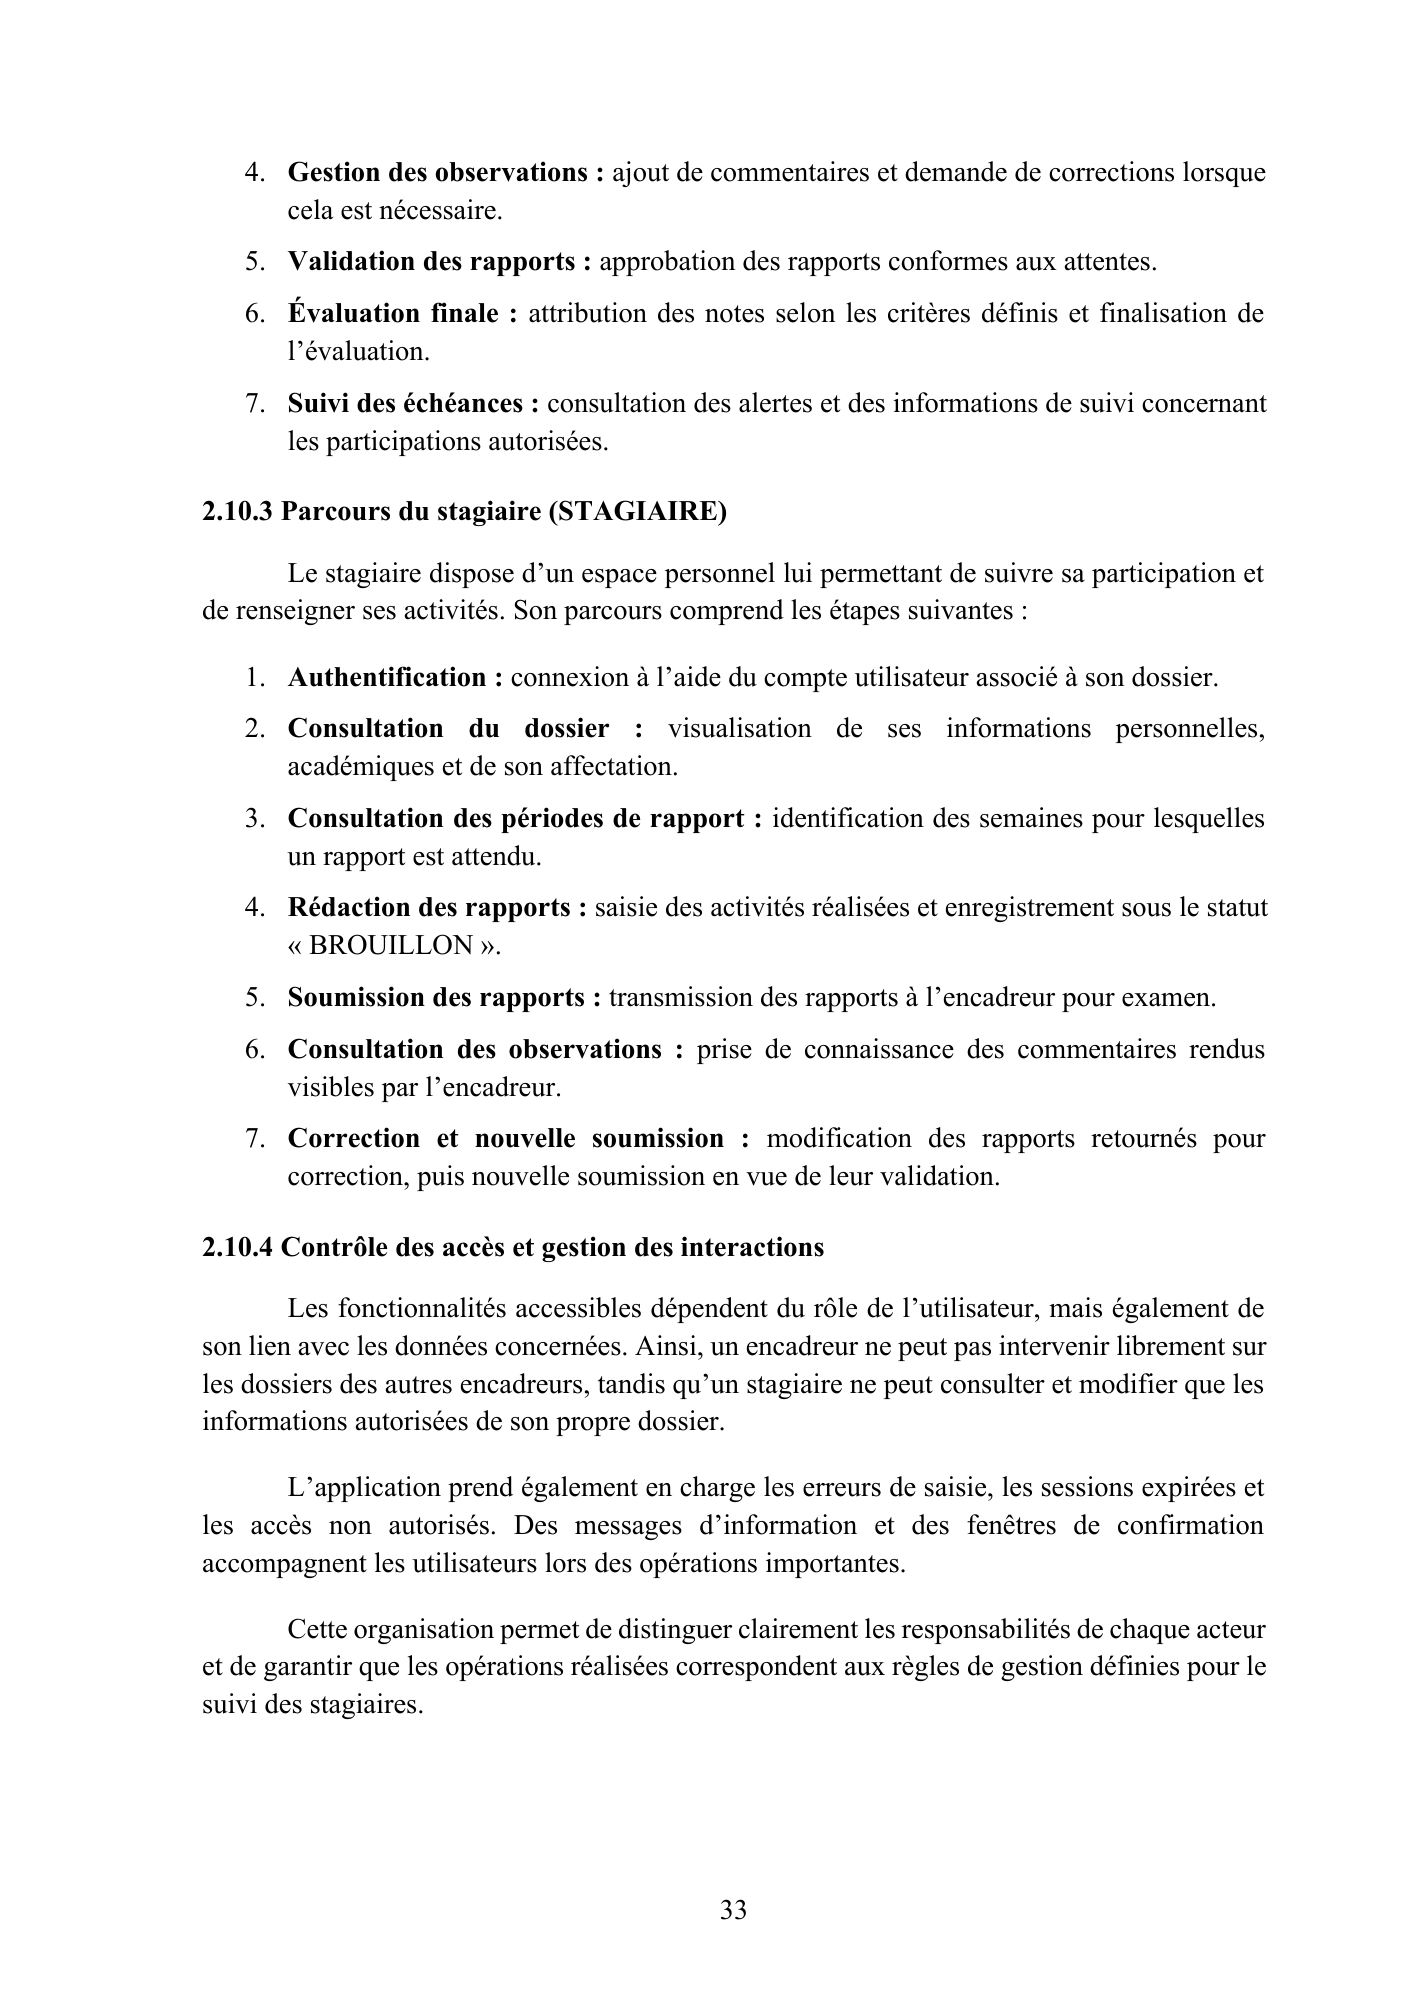 4. Gestion des observations : ajout de commentaires et demande de corrections lorsque
cela est nécessaire.
5. Validation des rapports : approbation des rapports conformes aux attentes.
6. Évaluation finale : attribution des notes selon les critères définis et finalisation de
l’évaluation.
7. Suivi des échéances : consultation des alertes et des informations de suivi concernant
les participations autorisées.
2.10.3 Parcours du stagiaire (STAGIAIRE)
Le stagiaire dispose d’un espace personnel lui permettant de suivre sa participation et
de renseigner ses activités. Son parcours comprend les étapes suivantes :
1. Authentification : connexion à l’aide du compte utilisateur associé à son dossier.
2. Consultation du dossier : visualisation de ses informations personnelles,
académiques et de son affectation.
3. Consultation des périodes de rapport : identification des semaines pour lesquelles
un rapport est attendu.
4. Rédaction des rapports : saisie des activités réalisées et enregistrement sous le statut
« BROUILLON ».
5. Soumission des rapports : transmission des rapports à l’encadreur pour examen.
6. Consultation des observations : prise de connaissance des commentaires rendus
visibles par l’encadreur.
7. Correction et nouvelle soumission : modification des rapports retournés pour
correction, puis nouvelle soumission en vue de leur validation.
2.10.4 Contrôle des accès et gestion des interactions
Les fonctionnalités accessibles dépendent du rôle de l’utilisateur, mais également de
son lien avec les données concernées. Ainsi, un encadreur ne peut pas intervenir librement sur
les dossiers des autres encadreurs, tandis qu’un stagiaire ne peut consulter et modifier que les
informations autorisées de son propre dossier.
L’application prend également en charge les erreurs de saisie, les sessions expirées et
les accès non autorisés. Des messages d’information et des fenêtres de confirmation
accompagnent les utilisateurs lors des opérations importantes.
Cette organisation permet de distinguer clairement les responsabilités de chaque acteur
et de garantir que les opérations réalisées correspondent aux règles de gestion définies pour le
suivi des stagiaires.
33